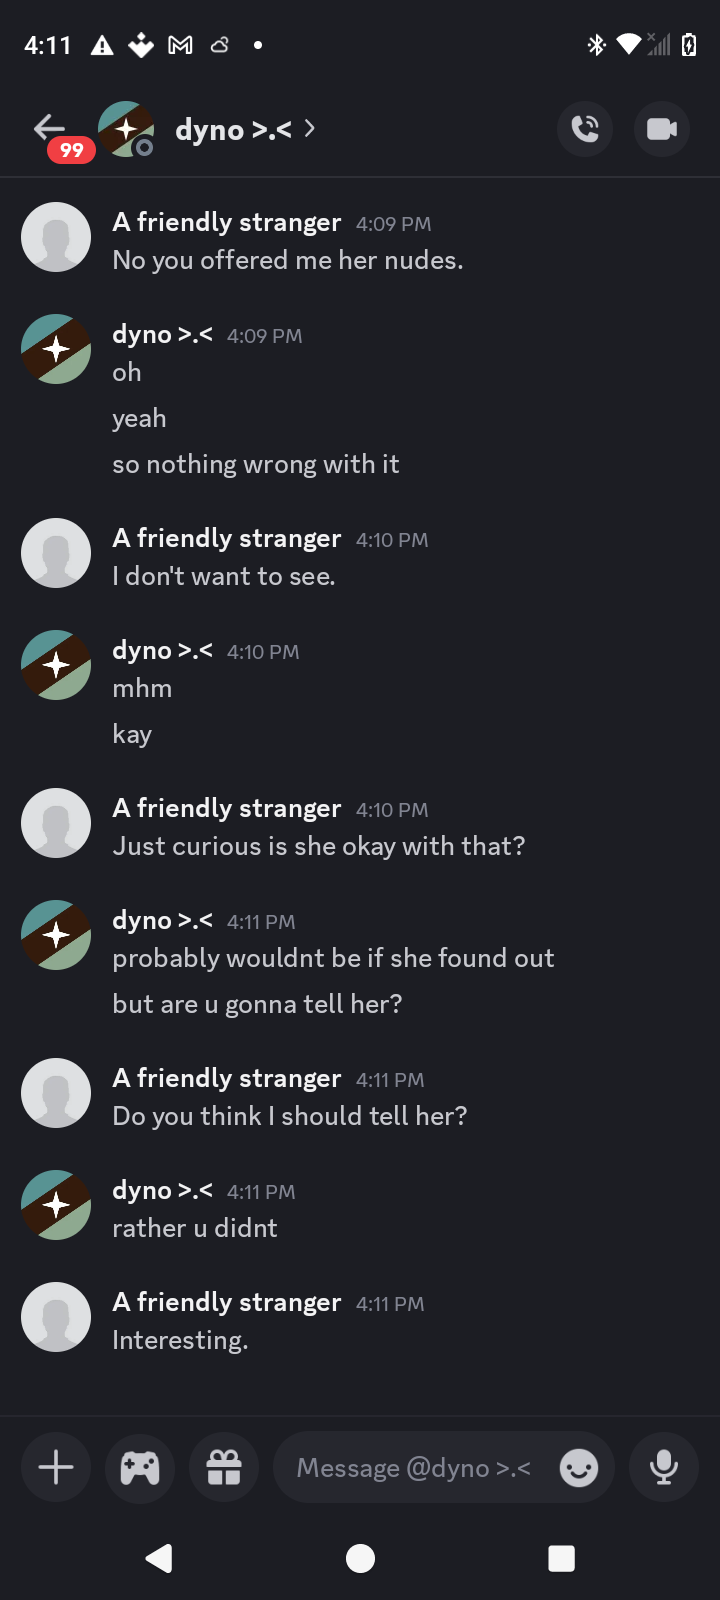 4:11
99
dyno >.<
A friendly stranger 4:09 PM
No you offered me her nudes.
dyno >.< 4:09 PM
oh
yeah
so nothing wrong with it
A friendly stranger 4:10 PM
I don't want to see.
dyno >.< 4:10 PM
mhm
kay
A friendly stranger 4:10 PM
Just curious is she okay with that?
dyno >.< 4:11 PM
probably wouldnt be if she found out
but are u gonna tell her?
A friendly stranger 4:11 PM
Do you think I should tell her?
dyno >.< 4:11 PM
rather u didnt
A friendly stranger 4:11 PM
Interesting.
Message @dyno >.<